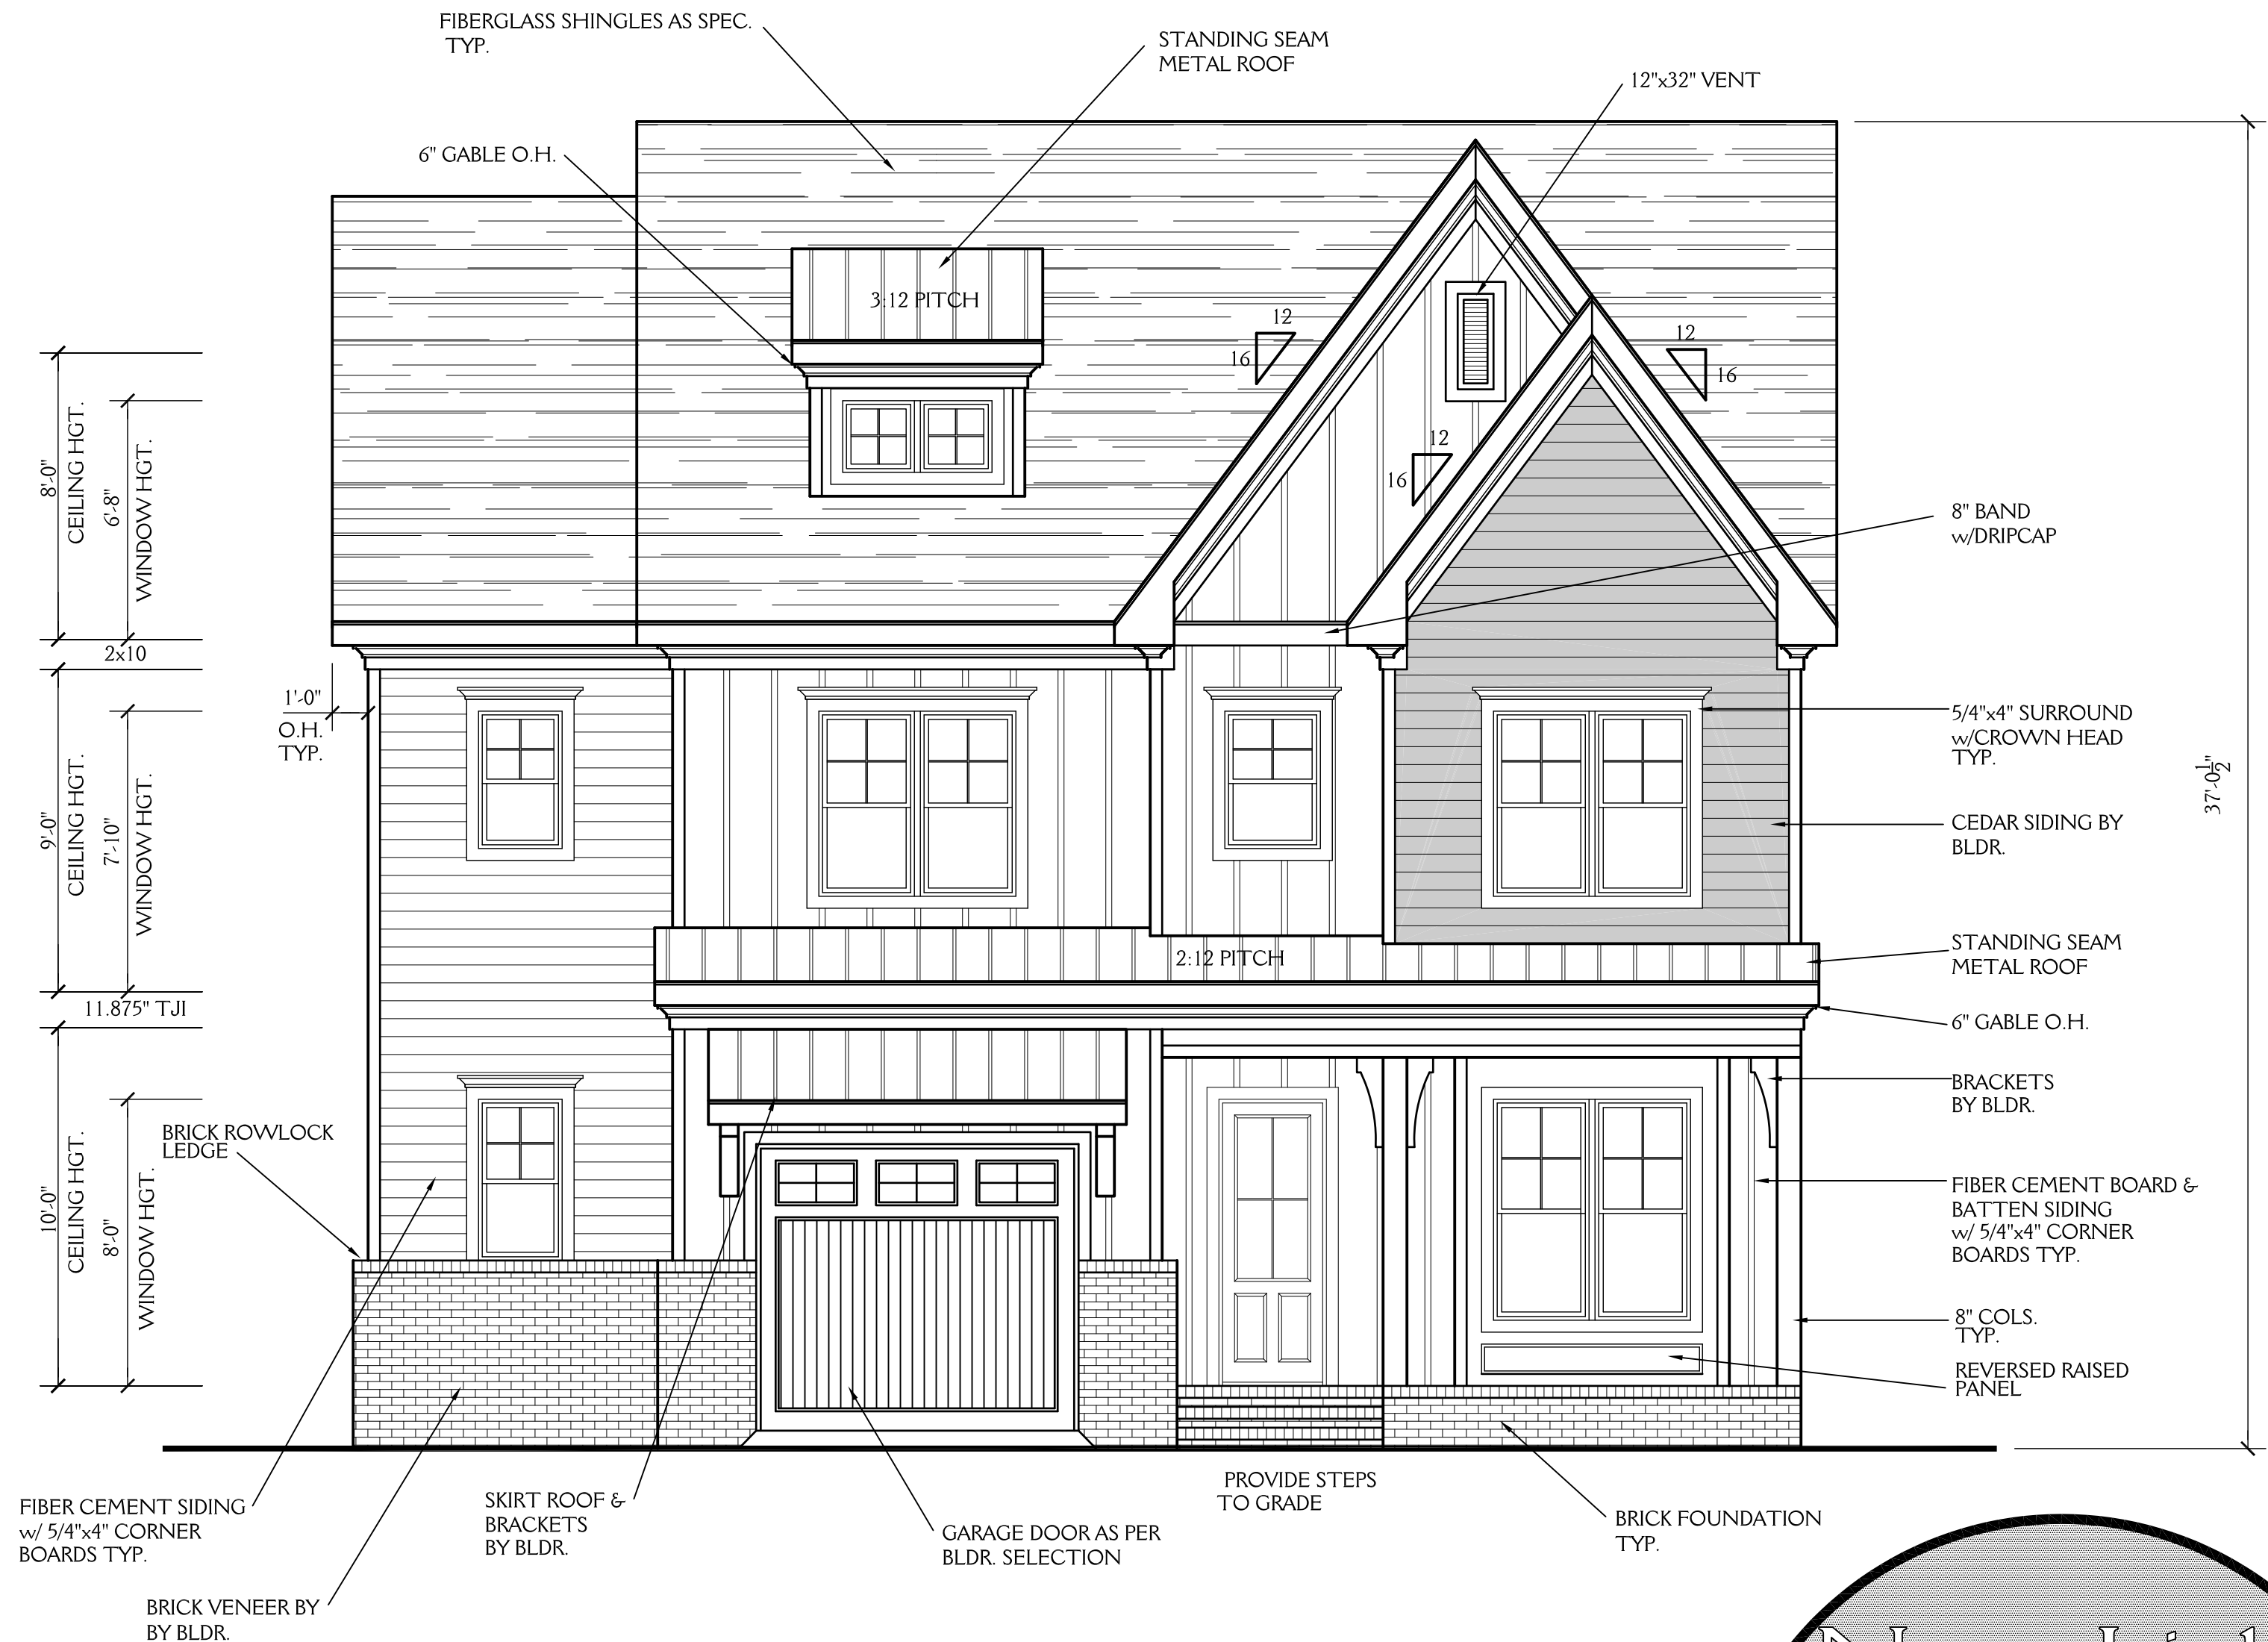 FIBERGLASS SHINGLES AS SPEC.
TYP.
STANDING SEAM
METAL ROOF
12"x32" VENT
6" GABLE O.H.
3:12 PITCH
12
16
12
16
12
16
8'-0"
CEILING HGT.
6'-8"
WINDOW HGT.
8" BAND
w/DRIPCAP
2x10
1'-0"
O.H.
TYP.
5/4"x4" SURROUND
w/CROWN HEAD
TYP.
37'-0 1/2"
9'-0"
CEILING HGT.
7'-10"
WINDOW HGT.
CEDAR SIDING BY
BLDR.
2:12 PITCH
STANDING SEAM
METAL ROOF
11.875" TJI
6" GABLE O.H.
BRACKETS
BY BLDR.
BRICK ROWLOCK
LEDGE
10'-0"
CEILING HGT.
8'-0"
WINDOW HGT.
FIBER CEMENT BOARD &
BATTEN SIDING
w/ 5/4"x4" CORNER
BOARDS TYP.
8" COLS.
TYP.
REVERSED RAISED
PANEL
PROVIDE STEPS
TO GRADE
FIBER CEMENT SIDING
w/ 5/4"x4" CORNER
BOARDS TYP.
SKIRT ROOF &
BRACKETS
BY BLDR.
GARAGE DOOR AS PER
BLDR. SELECTION
BRICK FOUNDATION
TYP.
BRICK VENEER BY
BY BLDR.